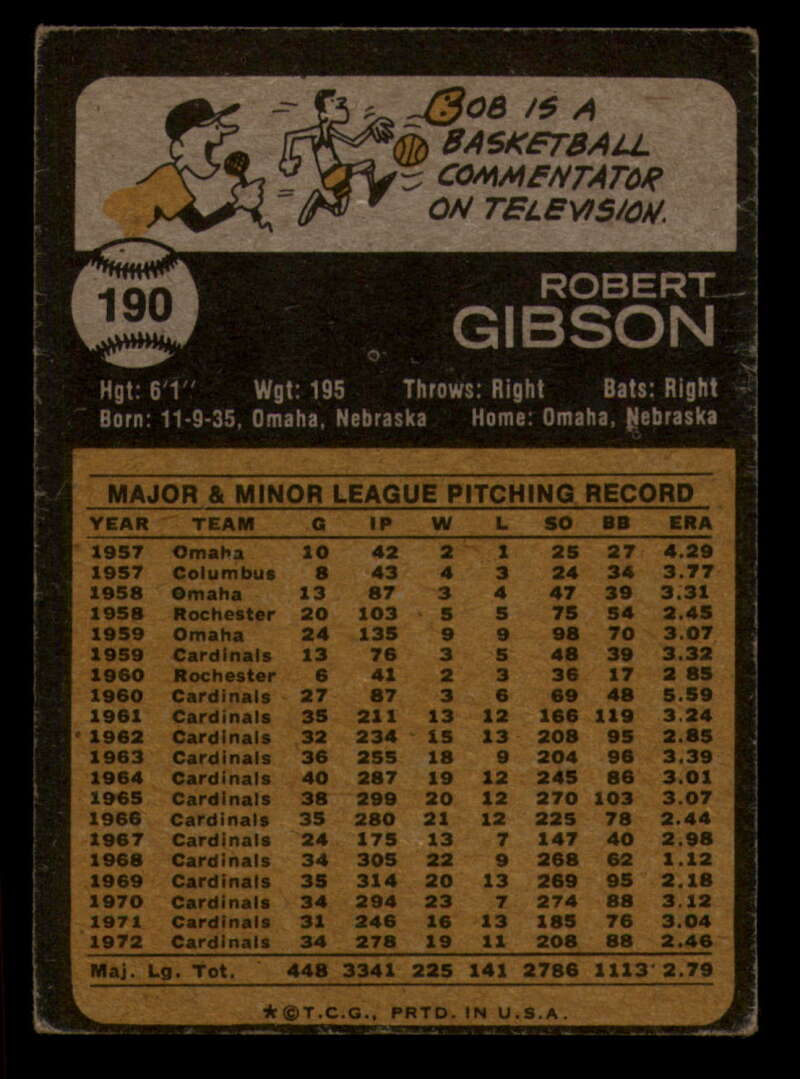 BOB IS A
BASKETBALL
COMMENTATOR
ON TELEVISION.
190
ROBERT
GIBSON
Hgt: 6'1" Wgt: 195 Throws: Right Bats: Right
Born: 11-9-35, Omaha, Nebraska Home: Omaha, Nebraska
MAJOR & MINOR LEAGUE PITCHING RECORD
YEAR TEAM G IP W L SO BB ERA
1957 Omaha 10 42 2 1 25 27 4.29
1957 Columbus 8 43 4 3 24 34 3.77
1958 Omaha 13 87 3 4 47 39 3.31
1958 Rochester 20 103 5 5 75 54 2.45
1959 Omaha 24 135 9 9 98 70 3.07
1959 Cardinals 13 76 3 5 48 39 3.32
1960 Rochester 6 41 2 3 36 17 2 85
1960 Cardinals 27 87 3 6 69 48 5.59
1961 Cardinals 35 211 13 12 166 119 3.24
1962 Cardinals 32 234 15 13 208 95 2.85
1963 Cardinals 36 255 18 9 204 96 3.39
1964 Cardinals 40 287 19 12 245 86 3.01
1965 Cardinals 38 299 20 12 270 103 3.07
1966 Cardinals 35 280 21 12 225 78 2.44
1967 Cardinals 24 175 13 7 147 40 2.98
1968 Cardinals 34 305 22 9 268 62 1.12
1969 Cardinals 35 314 20 13 269 95 2.18
1970 Cardinals 34 294 23 7 274 88 3.12
1971 Cardinals 31 246 16 13 185 76 3.04
1972 Cardinals 34 278 19 11 208 88 2.46
Maj. Lg. Tot. 448 3341 225 141 2786 1113 2.79
*©T.C.G., PRTD. IN U.S.A.